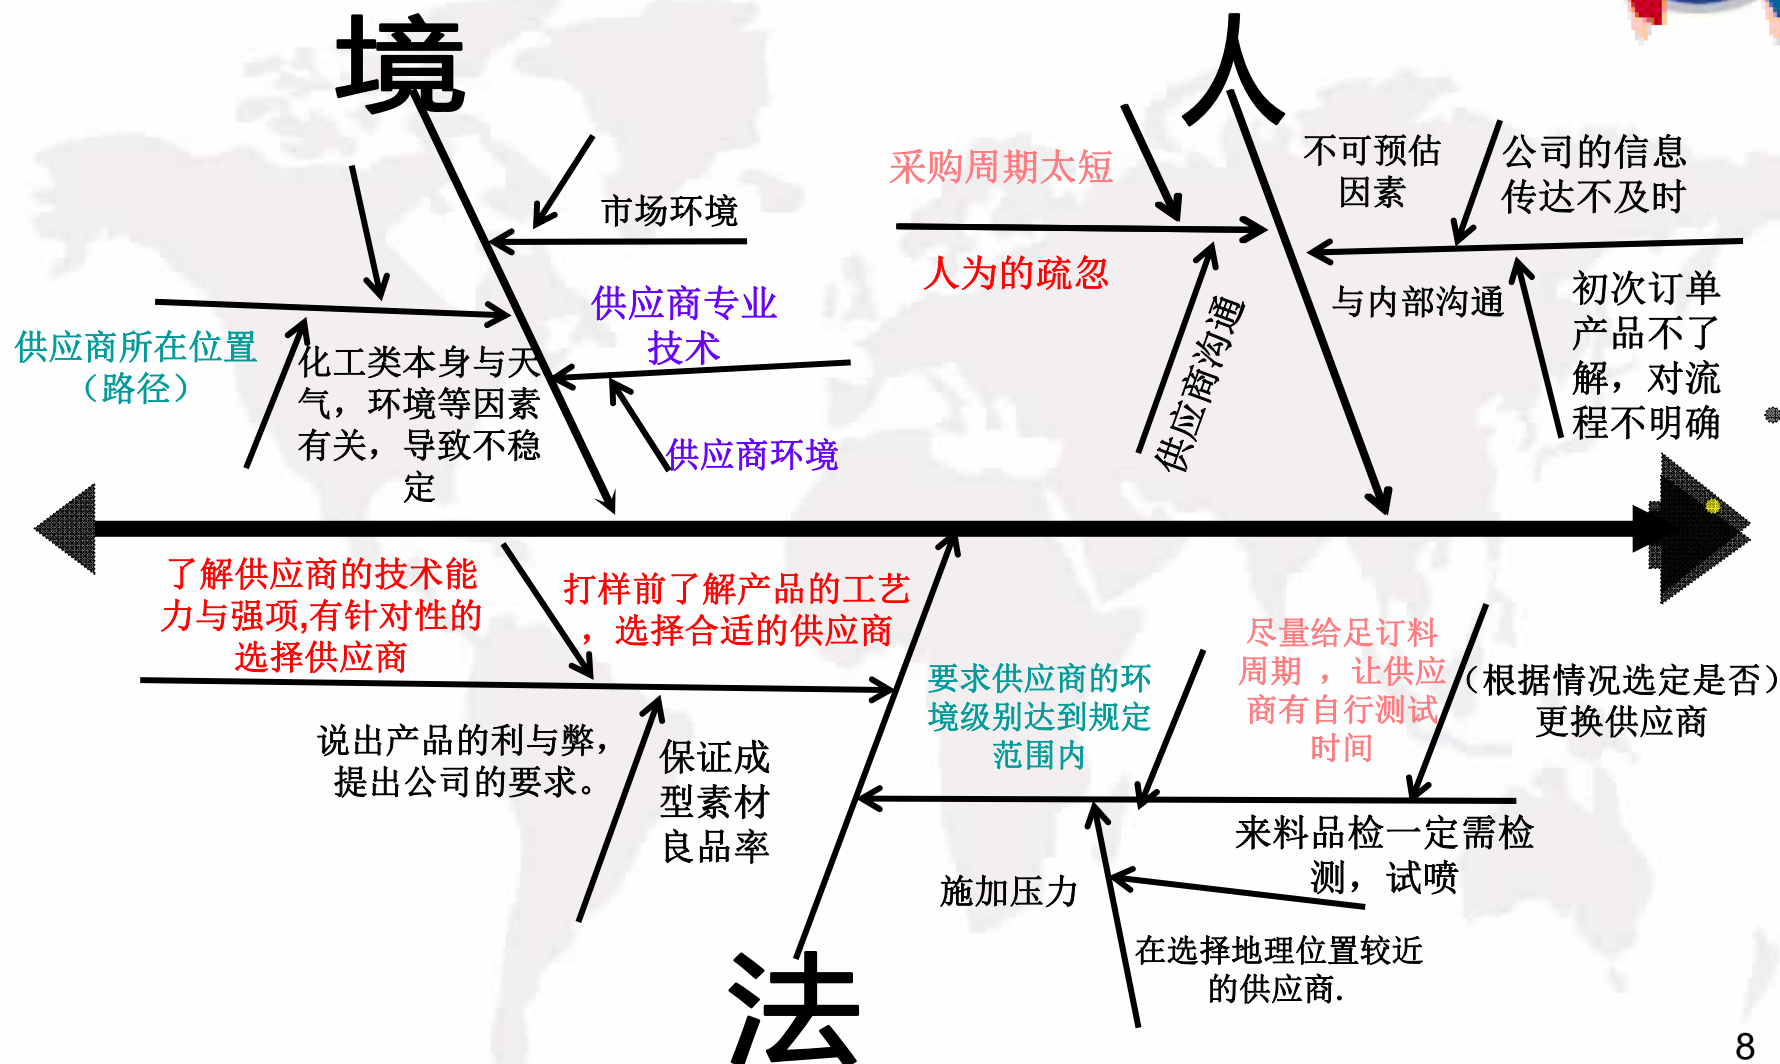 境
人
市场环境
供应商所在位置
（路径）
化工类本身与天
气，环境等因素
有关，导致不稳
定
供应商专业
技术
供应商环境
采购周期太短
人为的疏忽
供应商沟通
不可预估
因素
公司的信息
传达不及时
与内部沟通
初次订单
产品不了
解，对流
程不明确
了解供应商的技术能
力与强项,有针对性的
选择供应商
打样前了解产品的工艺
，选择合适的供应商
说出产品的利与弊，
提出公司的要求。
保证成
型素材
良品率
要求供应商的环
境级别达到规定
范围内
尽量给足订料
周期 ，让供应
商有自行测试
时间
（根据情况选定是否）
更换供应商
来料品检一定需检
测，试喷
施加压力
在选择地理位置较近
的供应商.
法
8